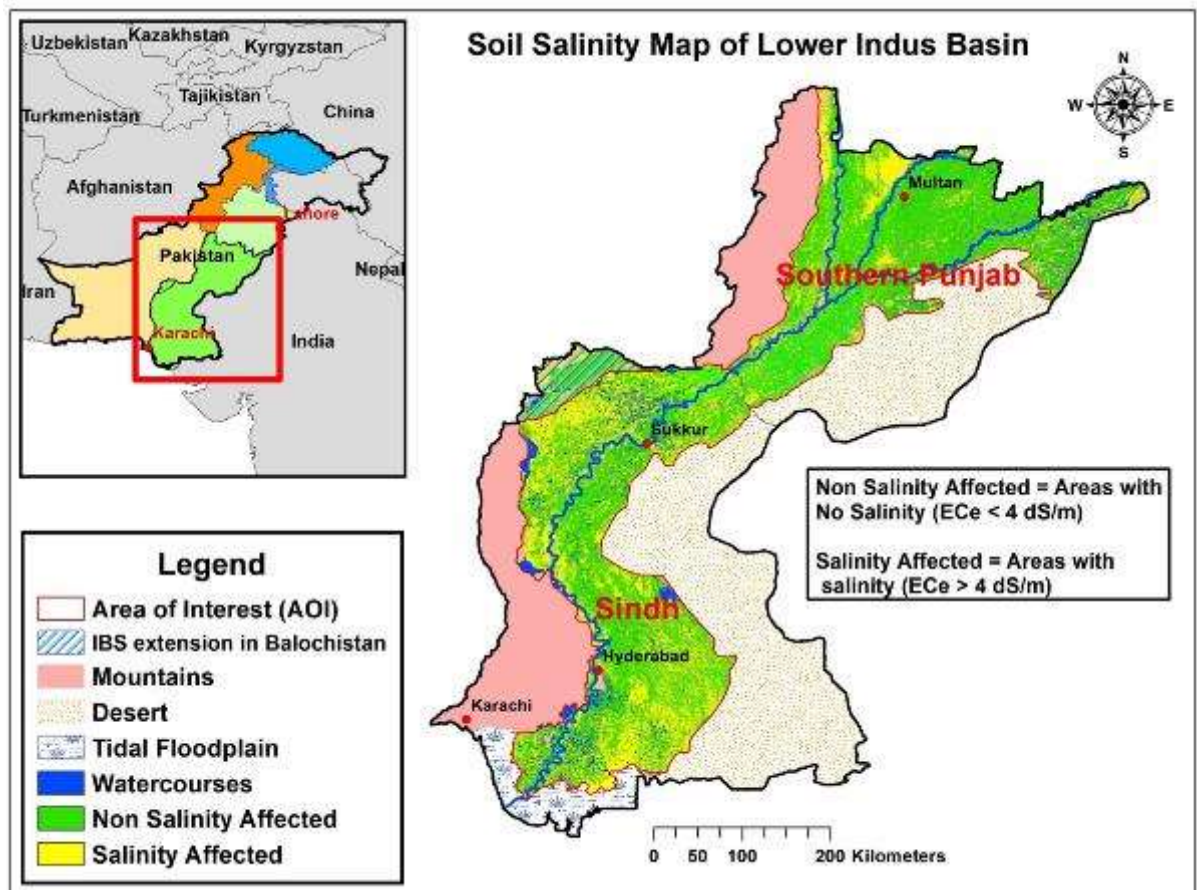 Soil Salinity Map of Lower Indus Basin
Uzbekistan
Kazakhstan
Kyrgyzstan
Tajikistan
Turkmenistan
China
Afghanistan
Lahore
Pakistan
Nepal
Iran
Karachi
India
N
W
E
S
Multan
Southern Punjab
Sukkur
Non Salinity Affected = Areas with
No Salinity (ECe < 4 dS/m)
Salinity Affected = Areas with
salinity (ECe > 4 dS/m)
Sindh
Hyderabad
Karachi
Legend
Area of Interest (AOI)
IBS extension in Balochistan
Mountains
Desert
Tidal Floodplain
Watercourses
Non Salinity Affected
Salinity Affected
0 50 100 200 Kilometers